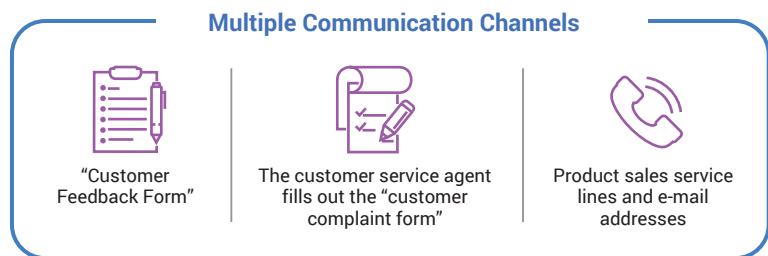 Multiple Communication Channels
“Customer
Feedback Form”
The customer service agent
fills out the “customer
complaint form”
Product sales service
lines and e-mail
addresses